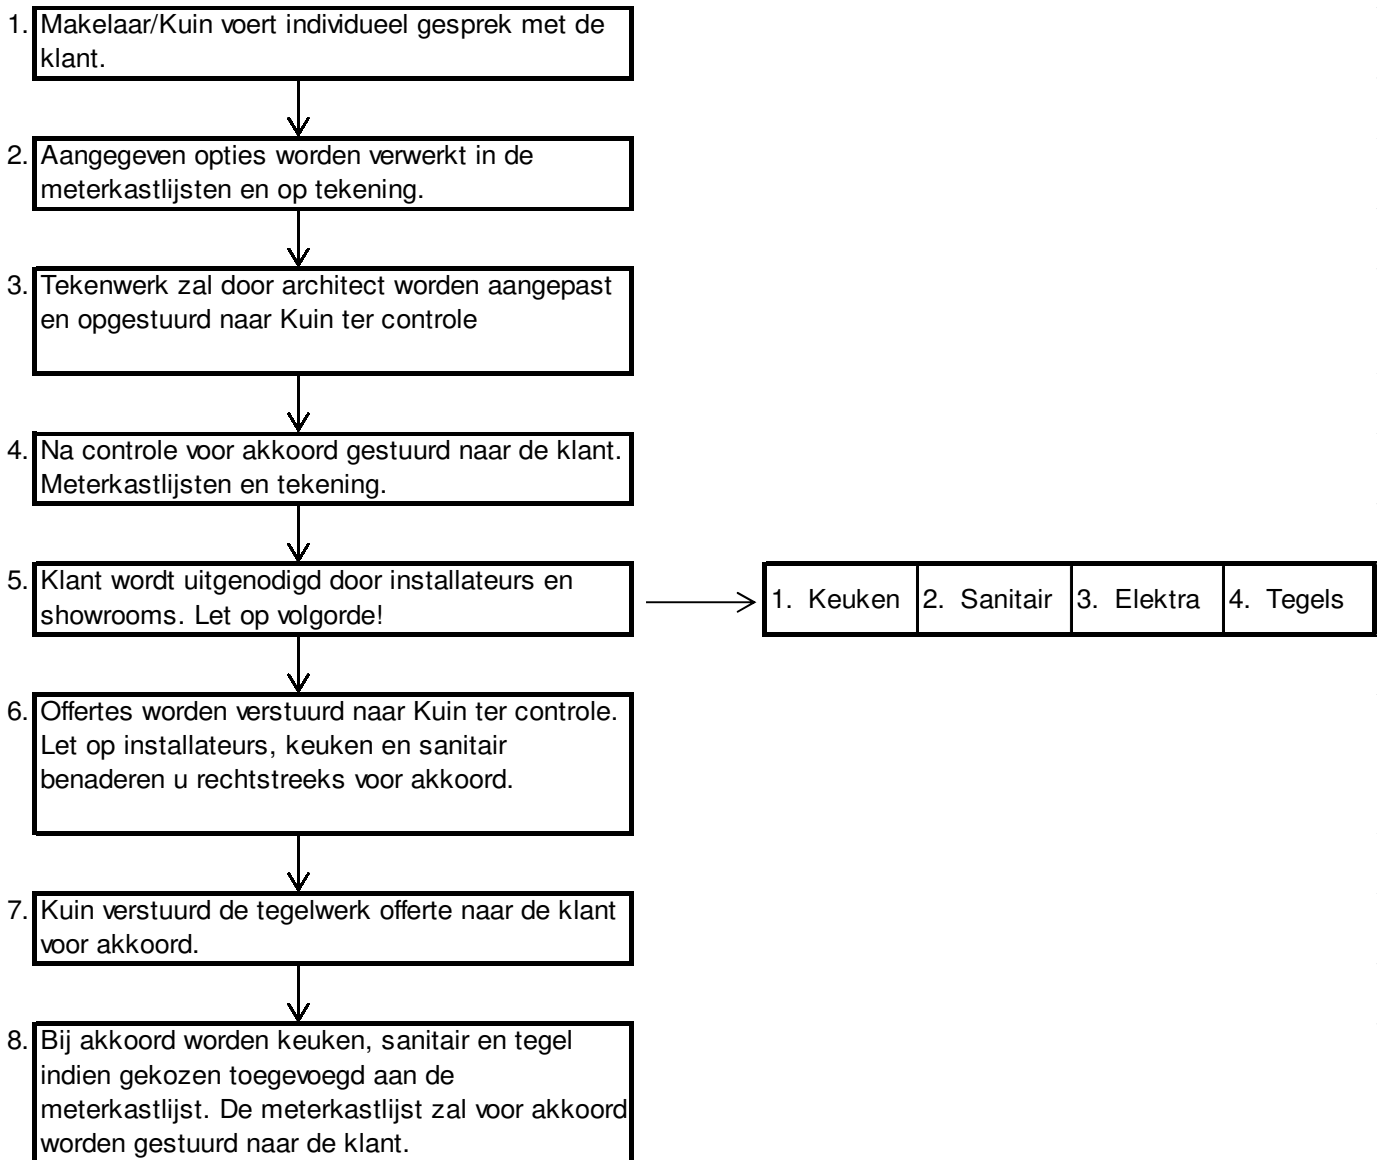 1. Makelaar/Kuin voert individueel gesprek met de
klant.
2. Aangegeven opties worden verwerkt in de
meterkastlijsten en op tekening.
3. Tekenwerk zal door architect worden aangepast
en opgestuurd naar Kuin ter controle
4. Na controle voor akkoord gestuurd naar de klant.
Meterkastlijsten en tekening.
5. Klant wordt uitgenodigd door installateurs en
showrooms. Let op volgorde!
1. Keuken 2. Sanitair 3. Elektra 4. Tegels
6. Offertes worden verstuurd naar Kuin ter controle.
Let op installateurs, keuken en sanitair
benaderen u rechtstreeks voor akkoord.
7. Kuin verstuurd de tegelwerk offerte naar de klant
voor akkoord.
8. Bij akkoord worden keuken, sanitair en tegel
indien gekozen toegevoegd aan de
meterkastlijst. De meterkastlijst zal voor akkoord
worden gestuurd naar de klant.